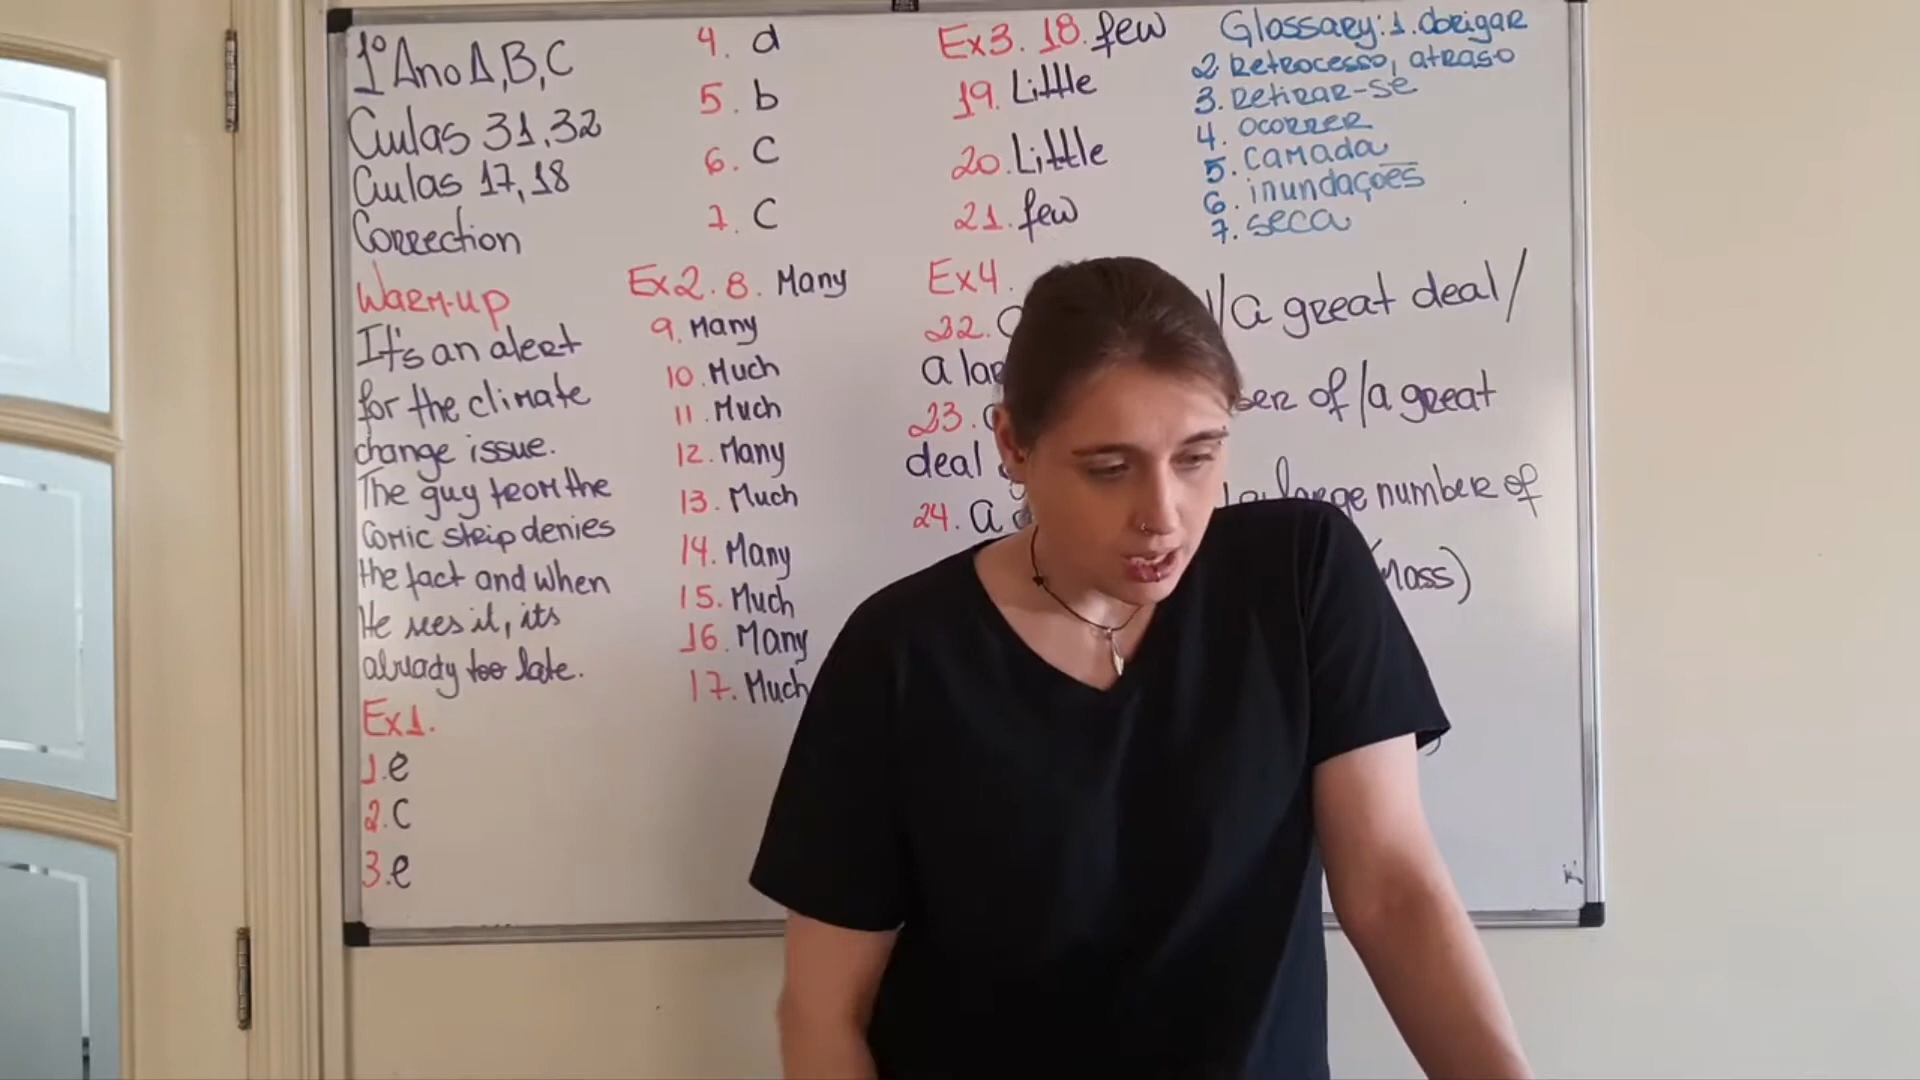 1º Ano A, B, C
Aulas 31, 32
Aulas 17, 18
Correction
Warm-up
It's an alert
for the climate
change issue.
The guy from the
Comic strip denies
the fact and when
He sees it, its
already too late.
Ex1.
1. e
2. C
3. e
4. d
5. b
6. C
7. C
Ex2. 8. Many
9. Many
10. Much
11. Much
12. Many
13. Much
14. Many
15. Much
16. Many
17. Much
Ex3. 18. few
19. Little
20. Little
21. few
Ex4.
22. /a great deal/
a
23. of/a great
deal
24. a large number of
Glossary: 1. obrigar
2. Retrocesso, atraso
3. Retirar-se
4. ocorrer
5. camada
6. inundações
7. seca